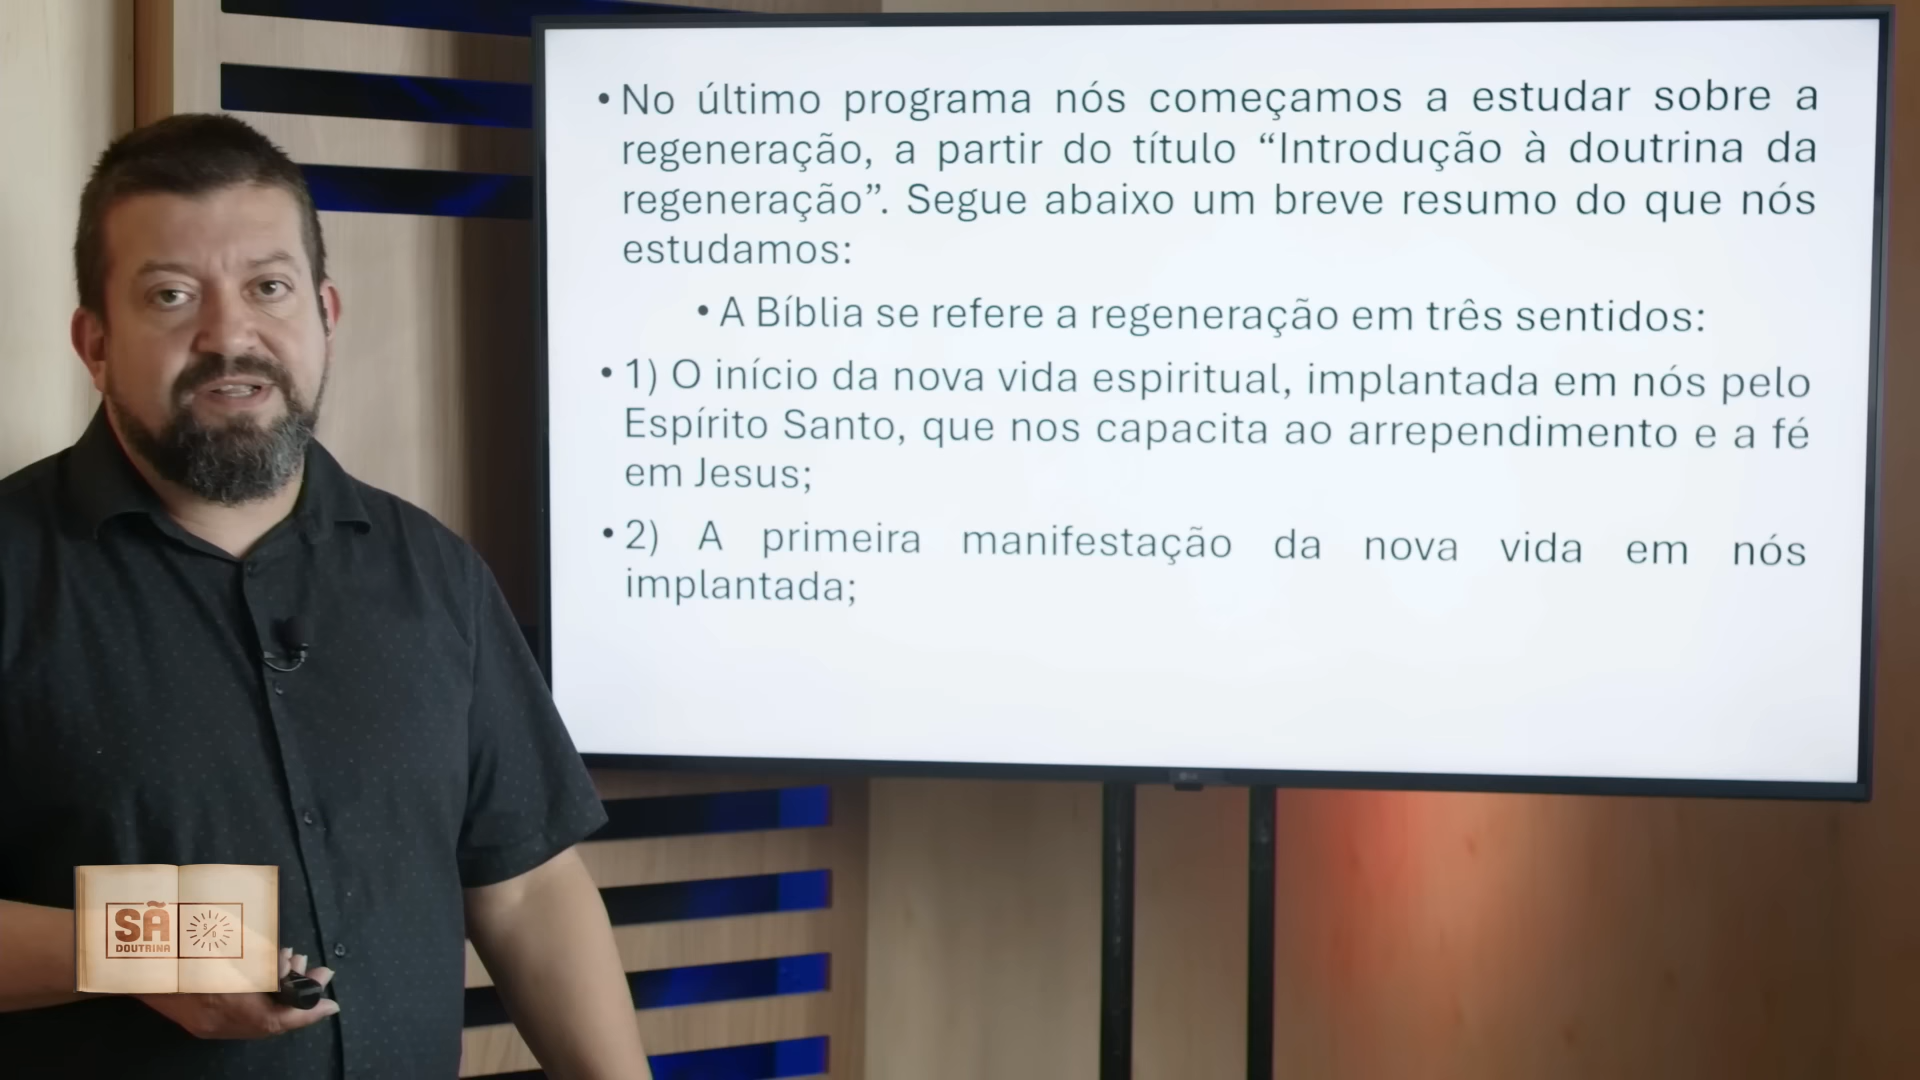 • No último programa nós começamos a estudar sobre a
regeneração, a partir do título “Introdução à doutrina da
regeneração”. Segue abaixo um breve resumo do que nós
estudamos:
• A Bíblia se refere a regeneração em três sentidos:
• 1) O início da nova vida espiritual, implantada em nós pelo
Espírito Santo, que nos capacita ao arrependimento e a fé
em Jesus;
• 2) A primeira manifestação da nova vida em nós
implantada;
SÃ
DOUTRINA
S/D